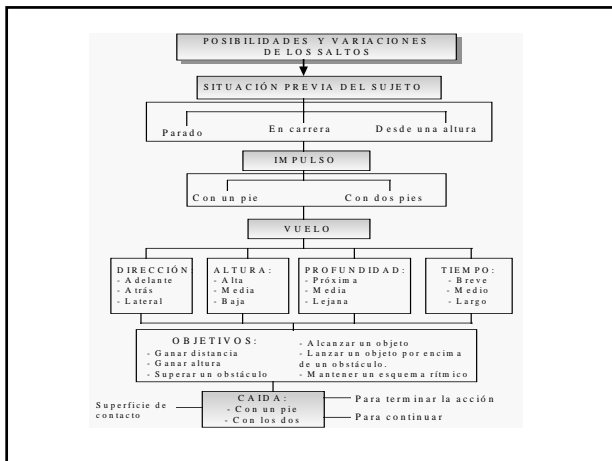 POSIBILIDADES Y VARIACIONES
DE LOS SALTOS
SITUACIÓN PREVIA DEL SUJETO
Parado
En carrera
Desde una altura
IMPULSO
Con un pie
Con dos pies
VUELO
DIRECCIÓN:
- Adelante
- Atrás
- Lateral
ALTURA:
- Alta
- Media
- Baja
PROFUNDIDAD:
- Próxima
- Media
- Lejana
TIEMPO:
- Breve
- Medio
- Largo
OBJETIVOS:
- Ganar distancia
- Ganar altura
- Superar un obstáculo
- Alcanzar un objeto
- Lanzar un objeto por encima
de un obstáculo.
- Mantener un esquema rítmico
Superficie de
contacto
CAIDA:
- Con un pie
- Con los dos
Para terminar la acción
Para continuar